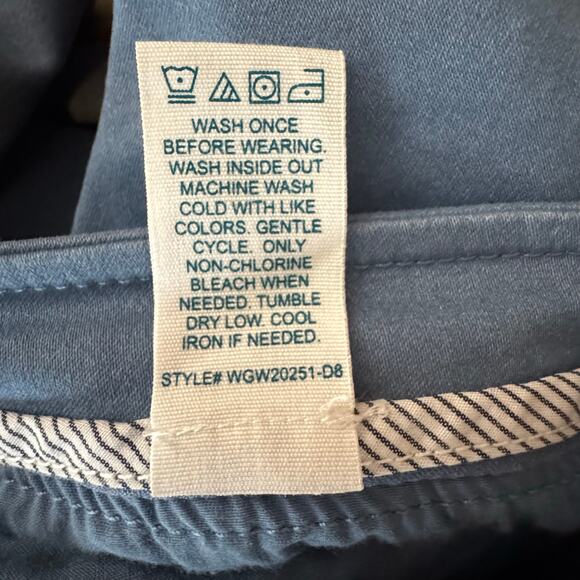 WASH ONCE
BEFORE WEARING.
WASH INSIDE OUT
MACHINE WASH
COLD WITH LIKE
COLORS. GENTLE
CYCLE. ONLY
NON-CHLORINE
BLEACH WHEN
NEEDED. TUMBLE
DRY LOW. COOL
IRON IF NEEDED.
STYLE# WGW20251-D8